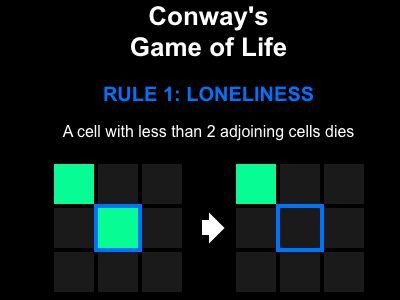 Conway's
Game of Life
RULE 1: LONELINESS
A cell with less than 2 adjoining cells dies